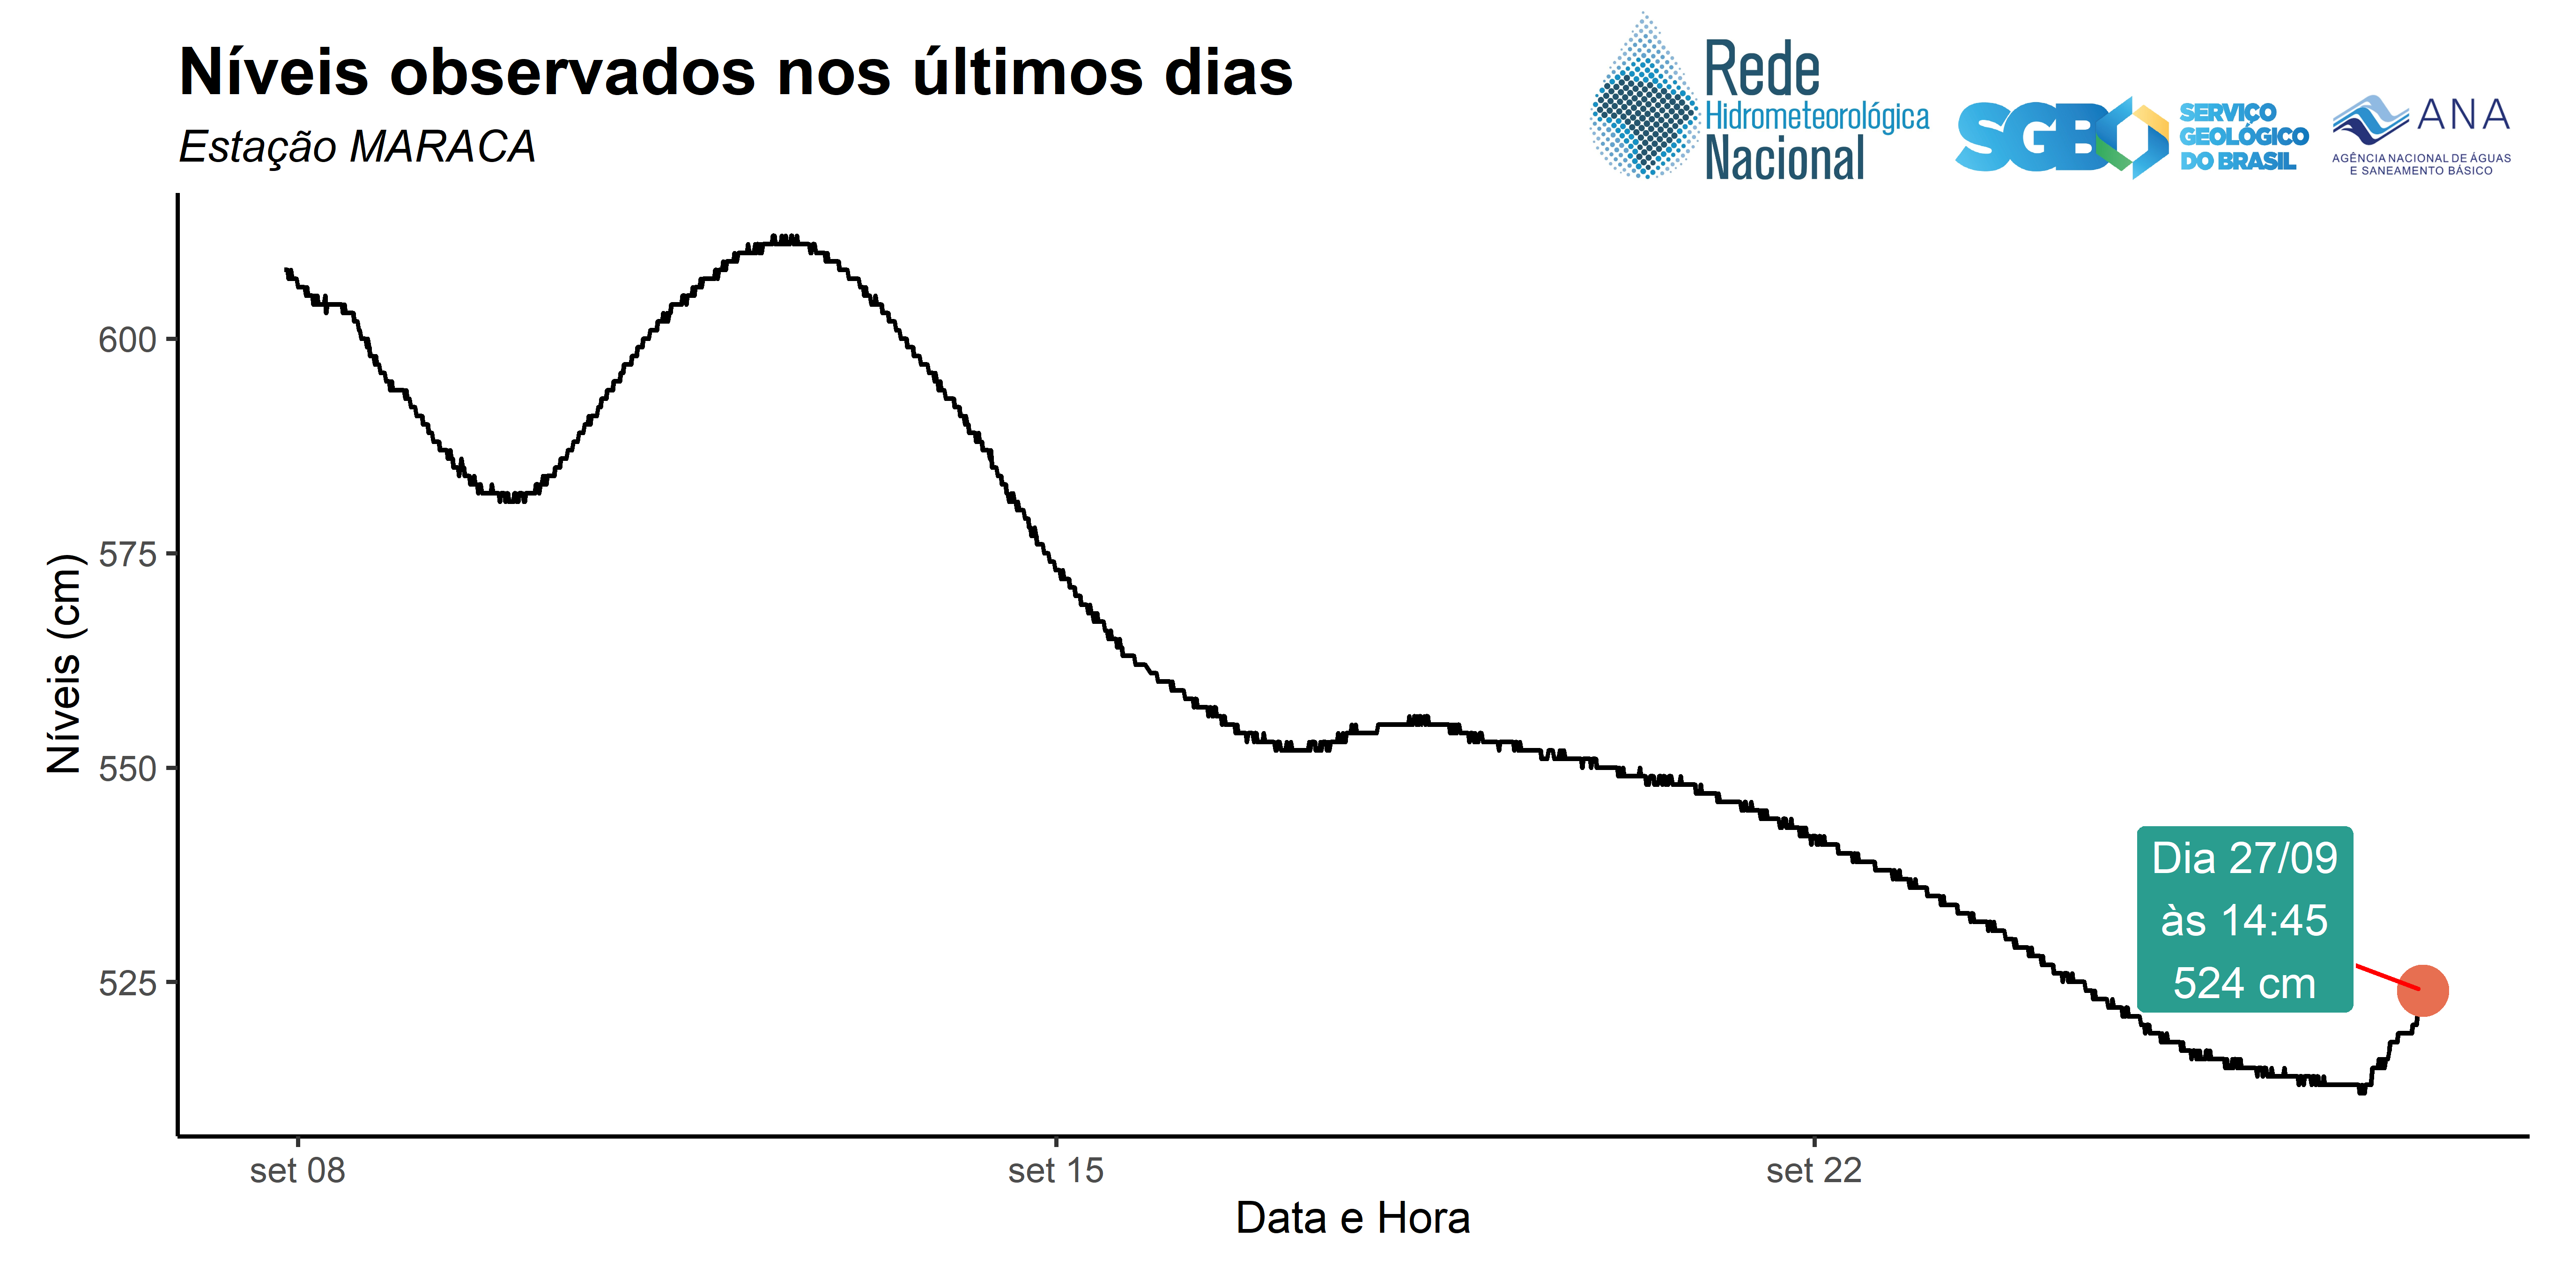 Níveis observados nos últimos dias
Estação MARACA
Rede
Hidrometeorológica
Nacional
SGB
SERVIÇO
GEOLÓGICO
DO BRASIL
ANA
AGÊNCIA NACIONAL DE ÁGUAS
E SANEAMENTO BÁSICO
Níveis (cm)
600
575
550
525
Dia 27/09
às 14:45
524 cm
set 08
set 15
set 22
Data e Hora